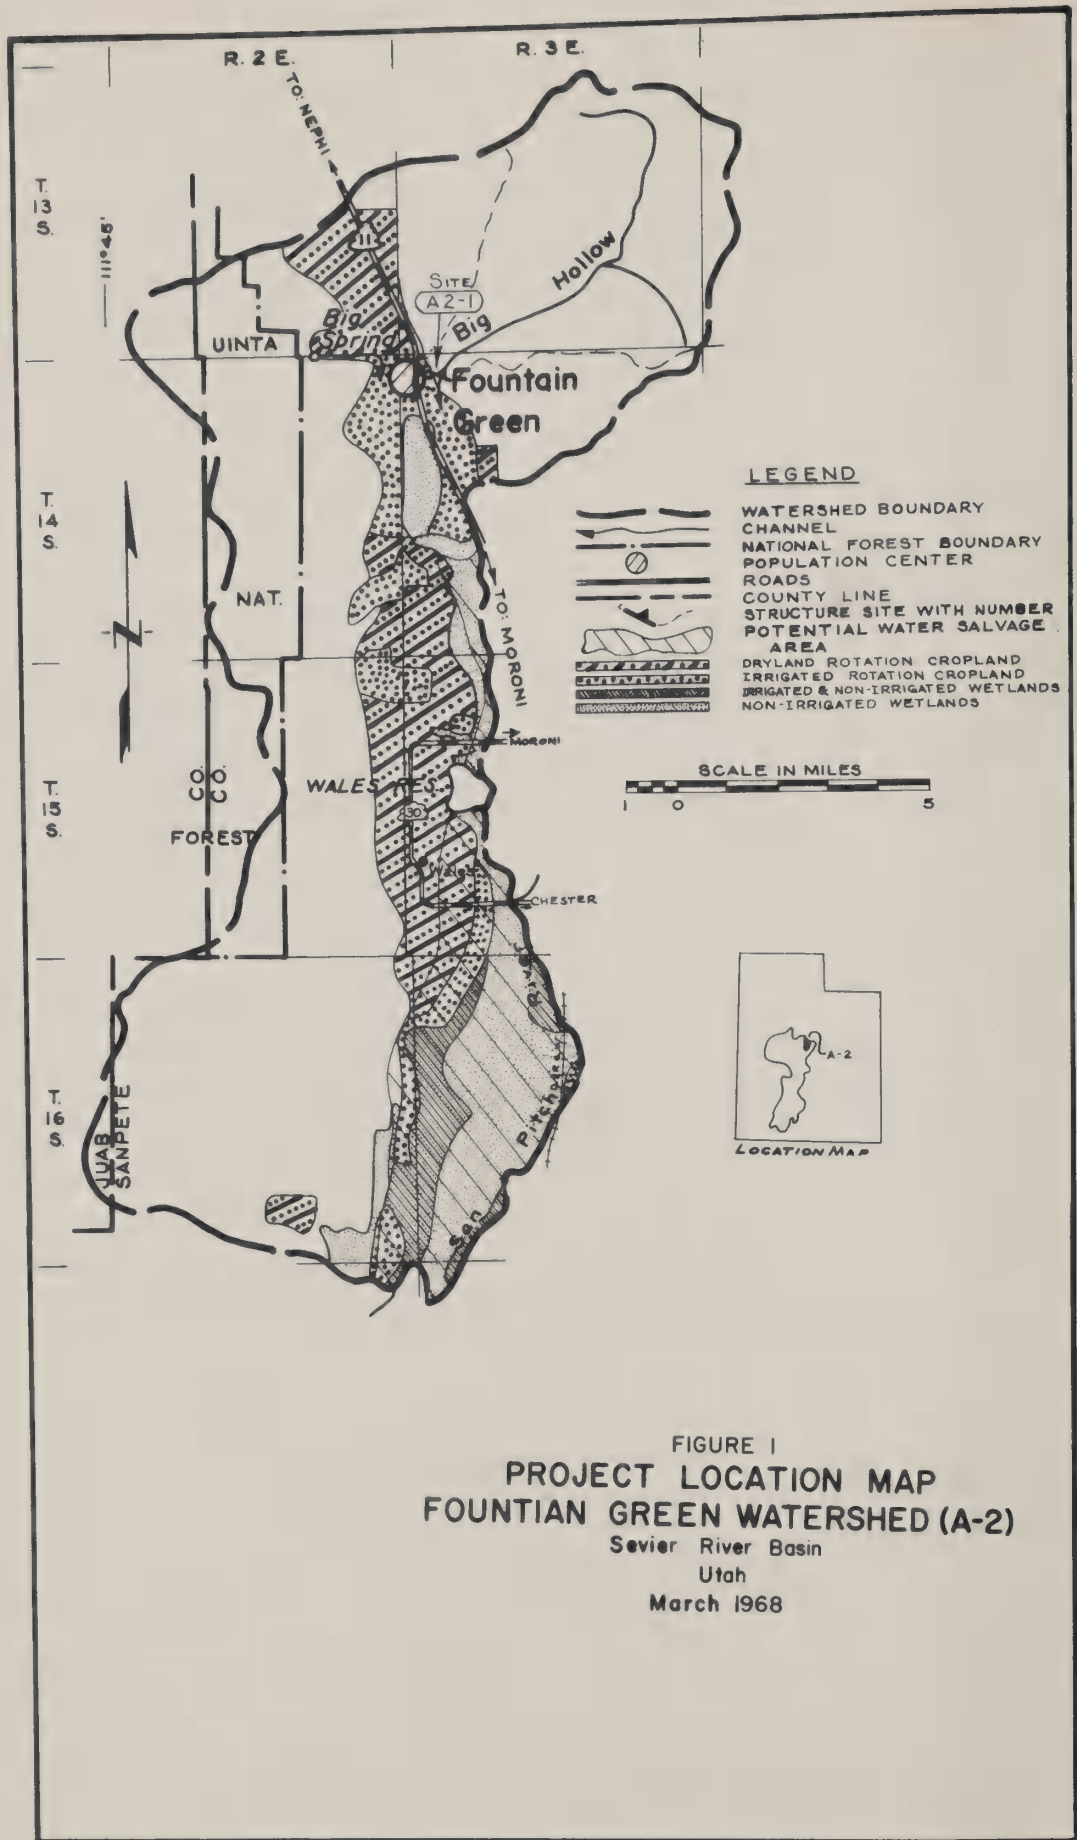 R. 2 E.
R. 3 E.
TO: NEPHI
T.
13
S.
111°45'
11
SITE
A2-1
Big
Hollow
Big
Spring
UINTA
Fountain
Green
LEGEND
WATERSHED BOUNDARY
CHANNEL
NATIONAL FOREST BOUNDARY
POPULATION CENTER
ROADS
COUNTY LINE
STRUCTURE SITE WITH NUMBER
POTENTIAL WATER SALVAGE
AREA
DRYLAND ROTATION CROPLAND
IRRIGATED ROTATION CROPLAND
IRRIGATED & NON-IRRIGATED WETLANDS
NON-IRRIGATED WETLANDS
T.
14
S.
NAT.
Z
TO: MORONI
MORONI
SCALE IN MILES
1 0 5
T.
15
S.
CO.
CO.
WALES RES.
30
FOREST
Wales
CHESTER
River
Pitch
San
A-2
LOCATION MAP
T.
16
S.
JUAB
SANPETE
FIGURE 1
PROJECT LOCATION MAP
FOUNTIAN GREEN WATERSHED (A-2)
Sevier River Basin
Utah
March 1968